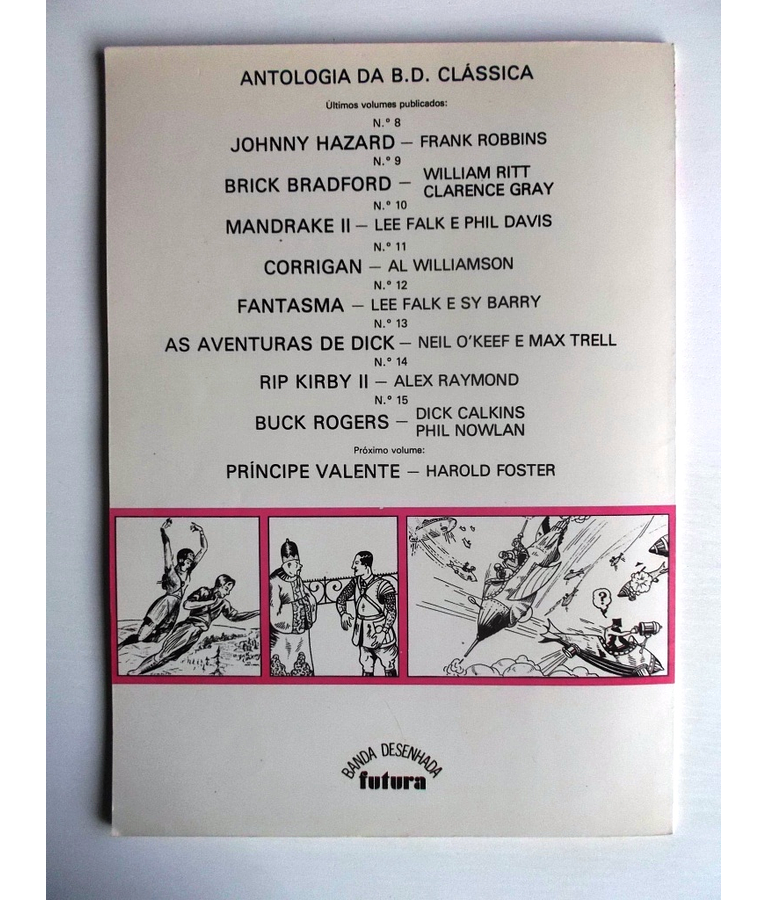 ANTOLOGIA DA B.D. CLÁSSICA
Últimos volumes publicados:
N.º 8
JOHNNY HAZARD — FRANK ROBBINS
N.º 9
BRICK BRADFORD — WILLIAM RITT
CLARENCE GRAY
N.º 10
MANDRAKE II — LEE FALK E PHIL DAVIS
N.º 11
CORRIGAN — AL WILLIAMSON
N.º 12
FANTASMA — LEE FALK E SY BARRY
N.º 13
AS AVENTURAS DE DICK — NEIL O'KEEF E MAX TRELL
N.º 14
RIP KIRBY II — ALEX RAYMOND
N.º 15
BUCK ROGERS — DICK CALKINS
PHIL NOWLAN
Próximo volume:
PRÍNCIPE VALENTE — HAROLD FOSTER
?
BANDA DESENHADA
futura